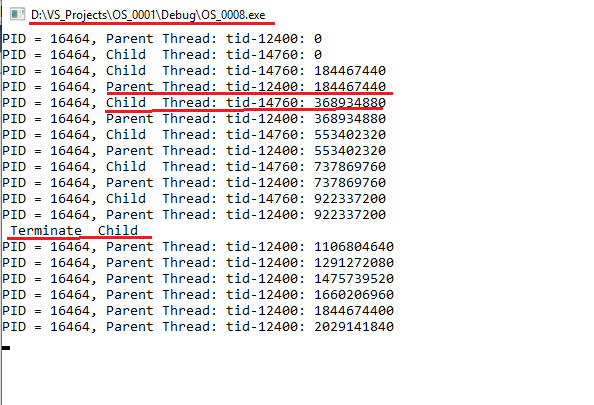 D:\VS_Projects\OS_0001\Debug\OS_0008.exe
PID = 16464, Parent Thread: tid-12400: 0
PID = 16464, Child  Thread: tid-14760: 0
PID = 16464, Child  Thread: tid-14760: 184467440
PID = 16464, Parent Thread: tid-12400: 184467440
PID = 16464, Child  Thread: tid-14760: 368934880
PID = 16464, Parent Thread: tid-12400: 368934880
PID = 16464, Child  Thread: tid-14760: 553402320
PID = 16464, Parent Thread: tid-12400: 553402320
PID = 16464, Child  Thread: tid-14760: 737869760
PID = 16464, Parent Thread: tid-12400: 737869760
PID = 16464, Child  Thread: tid-14760: 922337200
PID = 16464, Parent Thread: tid-12400: 922337200
 Terminate  Child
PID = 16464, Parent Thread: tid-12400: 1106804640
PID = 16464, Parent Thread: tid-12400: 1291272080
PID = 16464, Parent Thread: tid-12400: 1475739520
PID = 16464, Parent Thread: tid-12400: 1660206960
PID = 16464, Parent Thread: tid-12400: 1844674400
PID = 16464, Parent Thread: tid-12400: 2029141840